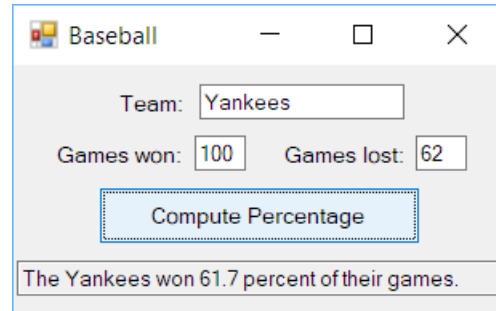 Baseball
Team: Yankees
Games won: 100 Games lost: 62
Compute Percentage
The Yankees won 61.7 percent of their games.